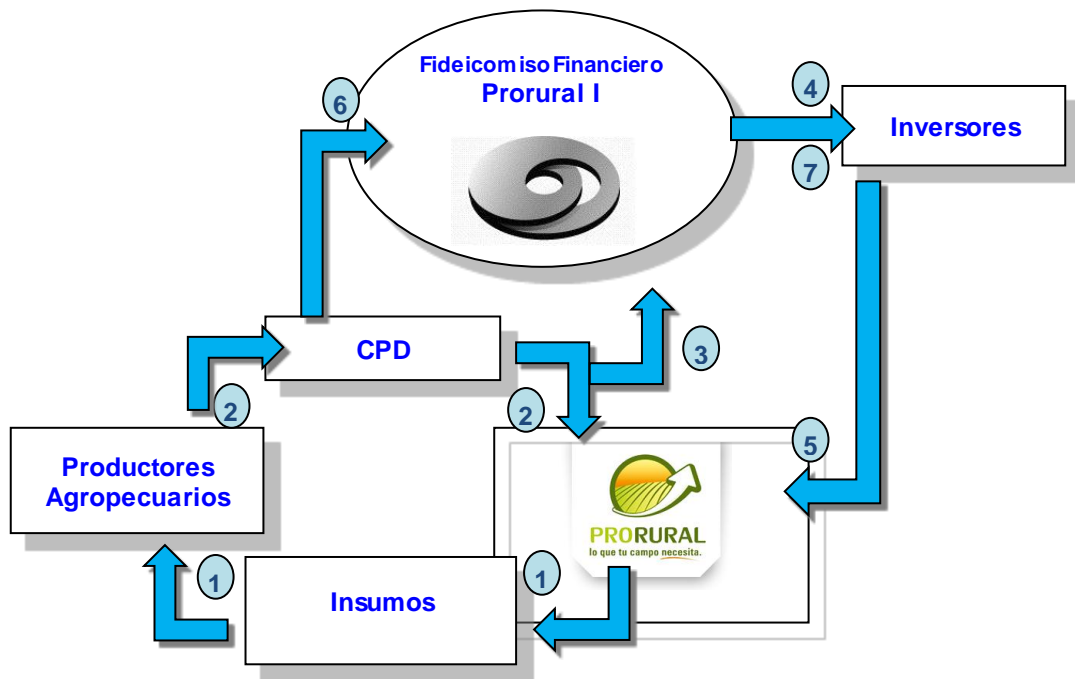 Fideicomiso Financiero
Prorural I
4
Inversores
6
7
CPD
3
2
2
5
Productores
Agropecuarios
PRORURAL
lo que tu campo necesita.
1
1
Insumos